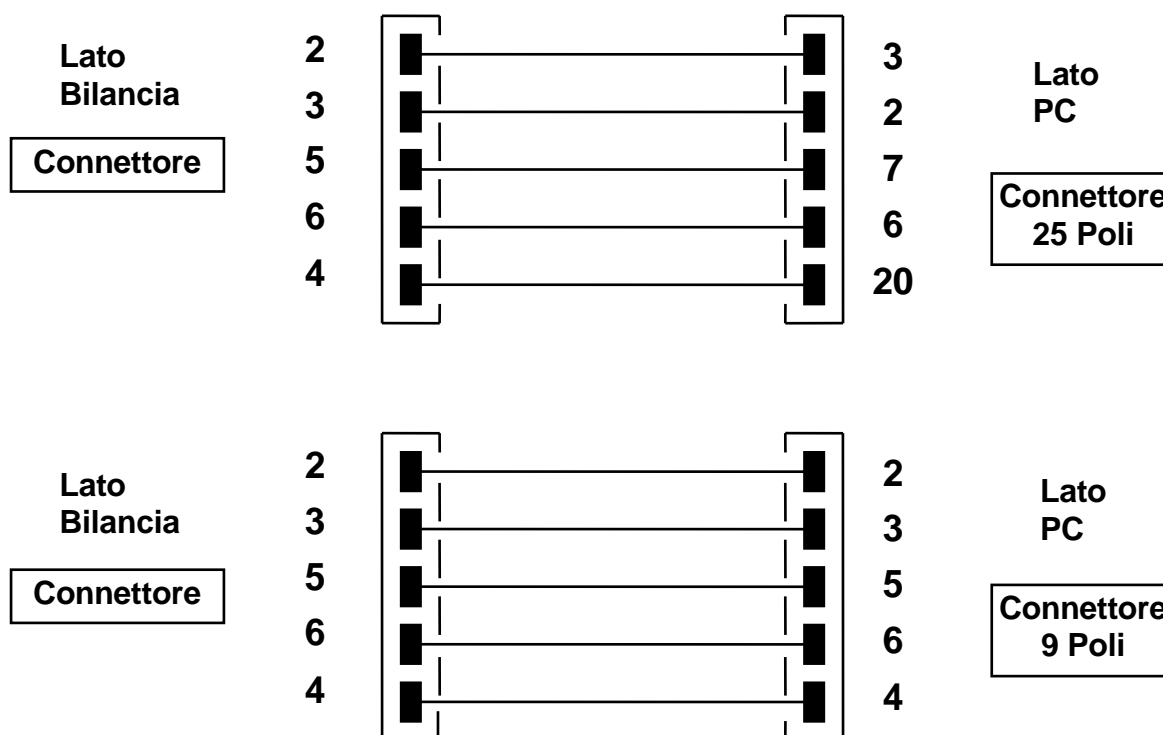 Lato
Bilancia
Connettore
2 3
3 2
5 7
6 6
4 20
Lato
PC
Connettore
25 Poli
Lato
Bilancia
Connettore
2 2
3 3
5 5
6 6
4 4
Lato
PC
Connettore
9 Poli